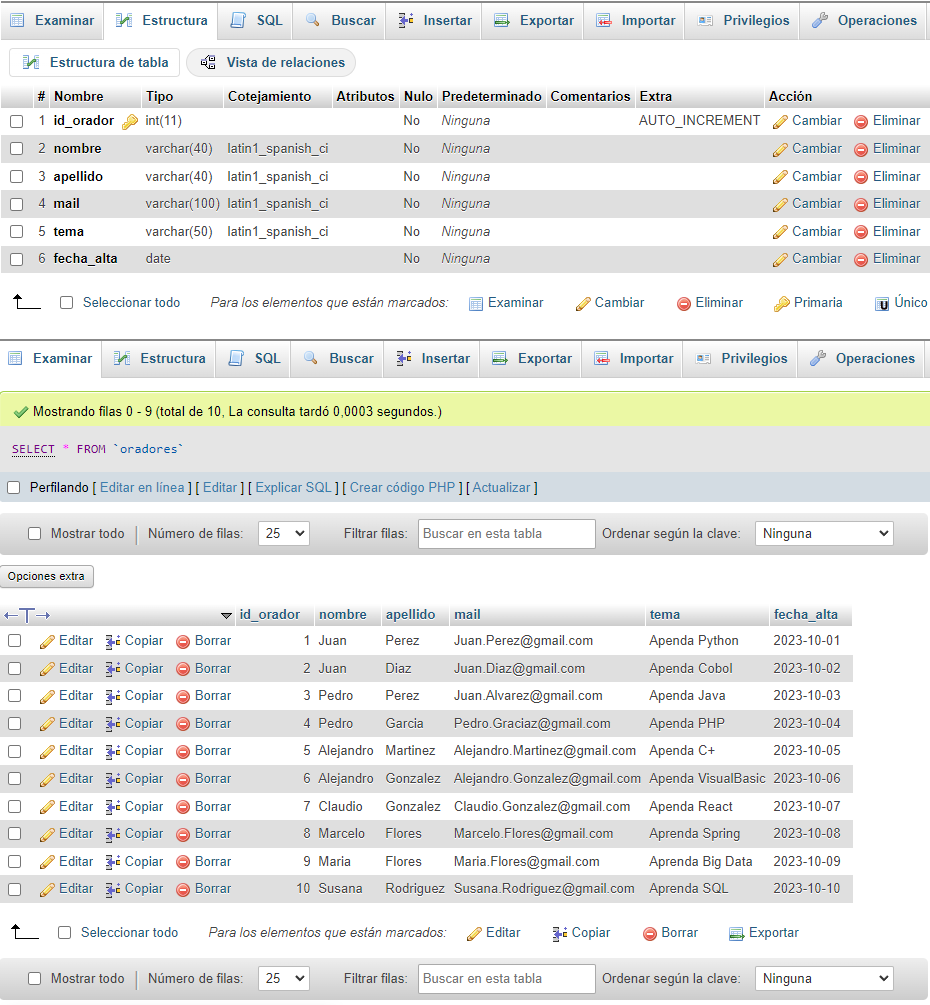 Examinar Estructura SQL Buscar Insertar Exportar Importar Privilegios Operaciones
Estructura de tabla Vista de relaciones
# Nombre Tipo Cotejamiento Atributos Nulo Predeterminado Comentarios Extra Acción
1 id_orador int(11) No Ninguna AUTO_INCREMENT Cambiar Eliminar
2 nombre varchar(40) latin1_spanish_ci No Ninguna Cambiar Eliminar
3 apellido varchar(40) latin1_spanish_ci No Ninguna Cambiar Eliminar
4 mail varchar(100) latin1_spanish_ci No Ninguna Cambiar Eliminar
5 tema varchar(50) latin1_spanish_ci No Ninguna Cambiar Eliminar
6 fecha_alta date No Ninguna Cambiar Eliminar
Seleccionar todo Para los elementos que están marcados: Examinar Cambiar Eliminar Primaria Único
Examinar Estructura SQL Buscar Insertar Exportar Importar Privilegios Operaciones
Mostrando filas 0 - 9 (total de 10, La consulta tardó 0,0003 segundos.)
SELECT * FROM `oradores`
Perfilando [ Editar en línea ] [ Editar ] [ Explicar SQL ] [ Crear código PHP ] [ Actualizar ]
Mostrar todo Número de filas: 25 Filtrar filas: Buscar en esta tabla Ordenar según la clave: Ninguna
Opciones extra
←T→ id_orador nombre apellido mail tema fecha_alta
Editar Copiar Borrar 1 Juan Perez Juan.Perez@gmail.com Apenda Python 2023-10-01
Editar Copiar Borrar 2 Juan Diaz Juan.Diaz@gmail.com Apenda Cobol 2023-10-02
Editar Copiar Borrar 3 Pedro Perez Juan.Alvarez@gmail.com Apenda Java 2023-10-03
Editar Copiar Borrar 4 Pedro Garcia Pedro.Graciaz@gmail.com Apenda PHP 2023-10-04
Editar Copiar Borrar 5 Alejandro Martinez Alejandro.Martinez@gmail.com Apenda C+ 2023-10-05
Editar Copiar Borrar 6 Alejandro Gonzalez Alejandro.Gonzalez@gmail.com Apenda VisualBasic 2023-10-06
Editar Copiar Borrar 7 Claudio Gonzalez Claudio.Gonzalez@gmail.com Apenda React 2023-10-07
Editar Copiar Borrar 8 Marcelo Flores Marcelo.Flores@gmail.com Aprenda Spring 2023-10-08
Editar Copiar Borrar 9 Maria Flores Maria.Flores@gmail.com Aprenda Big Data 2023-10-09
Editar Copiar Borrar 10 Susana Rodriguez Susana.Rodriguez@gmail.com Aprenda SQL 2023-10-10
Seleccionar todo Para los elementos que están marcados: Editar Copiar Borrar Exportar
Mostrar todo Número de filas: 25 Filtrar filas: Buscar en esta tabla Ordenar según la clave: Ninguna